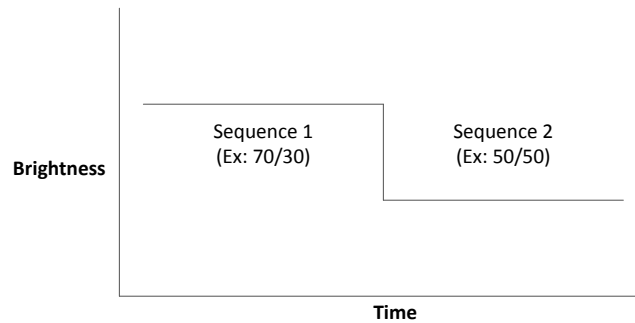 Sequence 1
(Ex: 70/30)
Sequence 2
(Ex: 50/50)
Brightness
Time